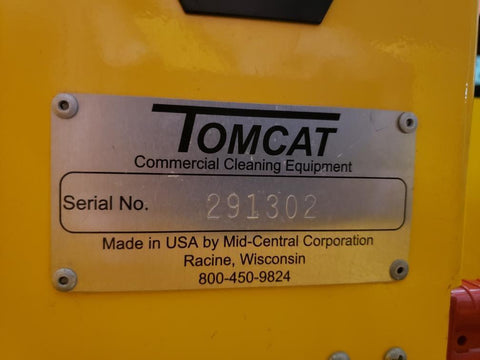 TOMCAT
Commercial Cleaning Equipment
Serial No. 291302
Made in USA by Mid-Central Corporation
Racine, Wisconsin
800-450-9824